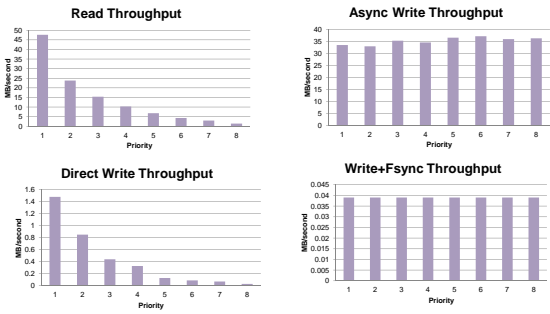 Read Throughput
50
45
40
35
30
25
20
15
10
5
0
MB/second
1 2 3 4 5 6 7 8
Priority
Async Write Throughput
40
35
30
25
20
15
10
5
0
MB/second
1 2 3 4 5 6 7 8
Priority
Direct Write Throughput
1.6
1.4
1.2
1
0.8
0.6
0.4
0.2
0
MB/second
1 2 3 4 5 6 7 8
Priority
Write+Fsync Throughput
0.045
0.04
0.035
0.03
0.025
0.02
0.015
0.01
0.005
0
MB/second
1 2 3 4 5 6 7 8
Priority